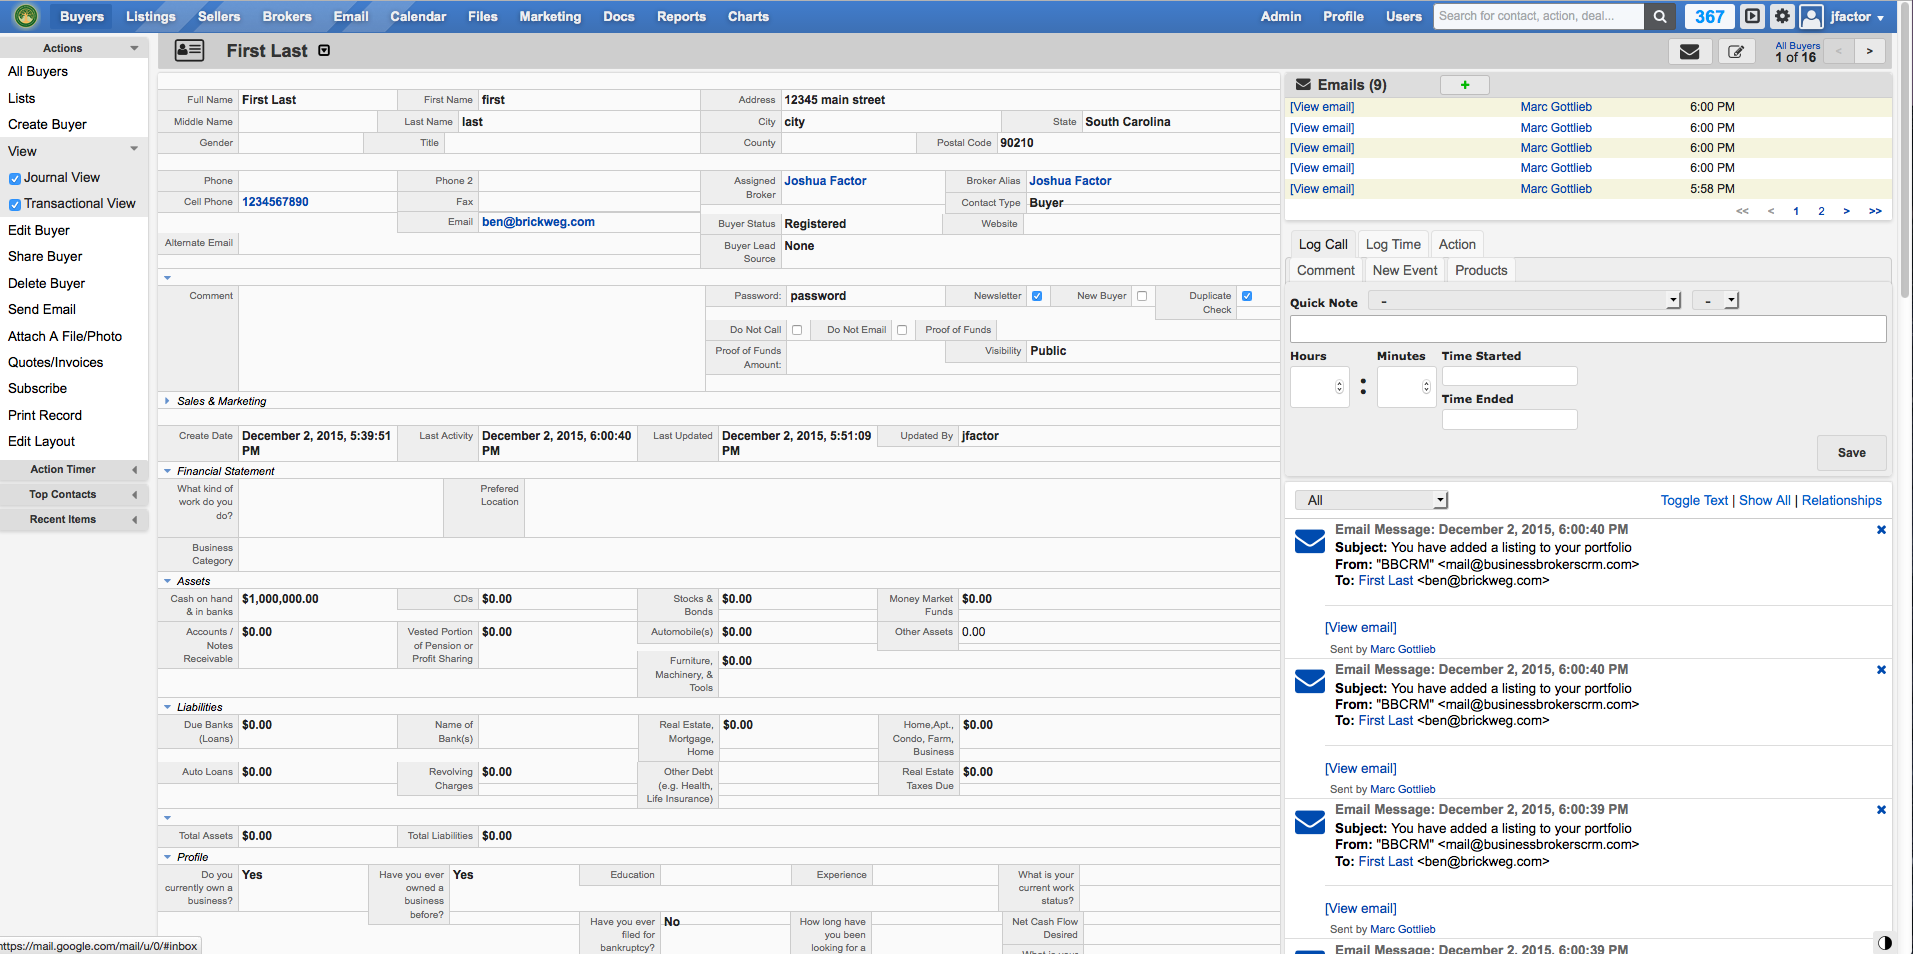 Buyers Listings Sellers Brokers Email Calendar Files Marketing Docs Reports Charts Admin Profile Users Search for contact, action, deal... 367 jfactor
Actions
All Buyers
Lists
Create Buyer
View
Journal View
Transactional View
Edit Buyer
Share Buyer
Delete Buyer
Send Email
Attach A File/Photo
Quotes/Invoices
Subscribe
Print Record
Edit Layout
Action Timer
Top Contacts
Recent Items
First Last
All Buyers
1 of 16 < >
Full Name First Last First Name first Address 12345 main street
Middle Name Last Name last City city State South Carolina
Gender Title County Postal Code 90210
Phone Phone 2 Assigned Broker Joshua Factor Broker Alias Joshua Factor
Cell Phone 1234567890 Fax Contact Type Buyer
Email ben@brickweg.com Buyer Status Registered Website
Alternate Email Buyer Lead Source None
Comment Password: password Newsletter New Buyer Duplicate Check
Do Not Call Do Not Email Proof of Funds
Proof of Funds Amount: Visibility Public
Sales & Marketing
Create Date December 2, 2015, 5:39:51 PM Last Activity December 2, 2015, 6:00:40 PM Last Updated December 2, 2015, 5:51:09 PM Updated By jfactor
Financial Statement
What kind of work do you do? Prefered Location
Business Category
Assets
Cash on hand & in banks $1,000,000.00 CDs $0.00 Stocks & Bonds $0.00 Money Market Funds $0.00
Accounts / Notes Receivable $0.00 Vested Portion of Pension or Profit Sharing $0.00 Automobile(s) $0.00 Other Assets 0.00
Furniture, Machinery, & Tools $0.00
Liabilities
Due Banks (Loans) $0.00 Name of Bank(s) Real Estate, Mortgage, Home $0.00 Home,Apt., Condo, Farm, Business $0.00
Auto Loans $0.00 Revolving Charges $0.00 Other Debt (e.g. Health, Life Insurance) Real Estate Taxes Due $0.00
Total Assets $0.00 Total Liabilities $0.00
Profile
Do you currently own a business? Yes Have you ever owned a business before? Yes Education Experience What is your current work status?
Have you ever filed for bankruptcy? No How long have you been looking for a Net Cash Flow Desired
What is your
https://mail.google.com/mail/u/0/#inbox
Emails (9) +
[View email] Marc Gottlieb 6:00 PM
[View email] Marc Gottlieb 6:00 PM
[View email] Marc Gottlieb 6:00 PM
[View email] Marc Gottlieb 6:00 PM
[View email] Marc Gottlieb 5:58 PM
<< < 1 2 > >>
Log Call Log Time Action
Comment New Event Products
Quick Note - -
Hours Minutes Time Started
:
Time Ended
Save
All Toggle Text | Show All | Relationships
Email Message: December 2, 2015, 6:00:40 PM
Subject: You have added a listing to your portfolio
From: "BBCRM" <mail@businessbrokerscrm.com>
To: First Last <ben@brickweg.com>
[View email]
Sent by Marc Gottlieb
Email Message: December 2, 2015, 6:00:40 PM
Subject: You have added a listing to your portfolio
From: "BBCRM" <mail@businessbrokerscrm.com>
To: First Last <ben@brickweg.com>
[View email]
Sent by Marc Gottlieb
Email Message: December 2, 2015, 6:00:39 PM
Subject: You have added a listing to your portfolio
From: "BBCRM" <mail@businessbrokerscrm.com>
To: First Last <ben@brickweg.com>
[View email]
Sent by Marc Gottlieb
Email Message: December 2, 2015, 6:00:39 PM